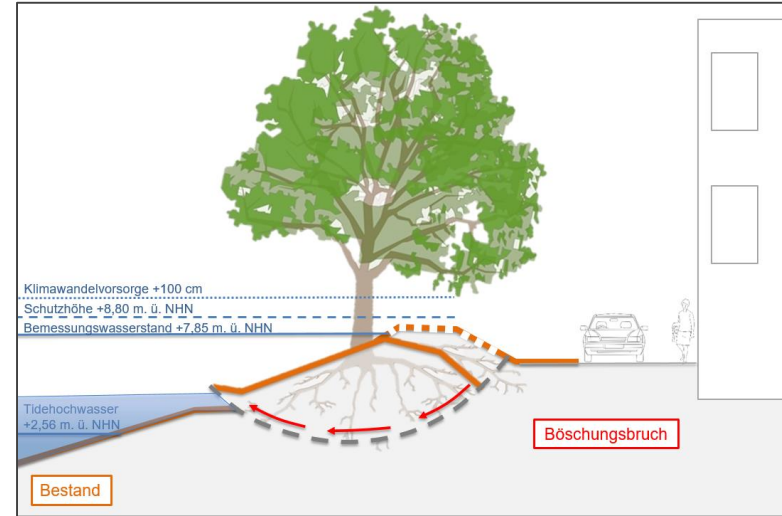 Klimawandelvorsorge +100 cm
Schutzhöhe +8,80 m. ü. NHN
Bemessungswasserstand +7,85 m. ü. NHN
Tidehochwasser
+2,56 m. ü. NHN
Böschungsbruch
Bestand